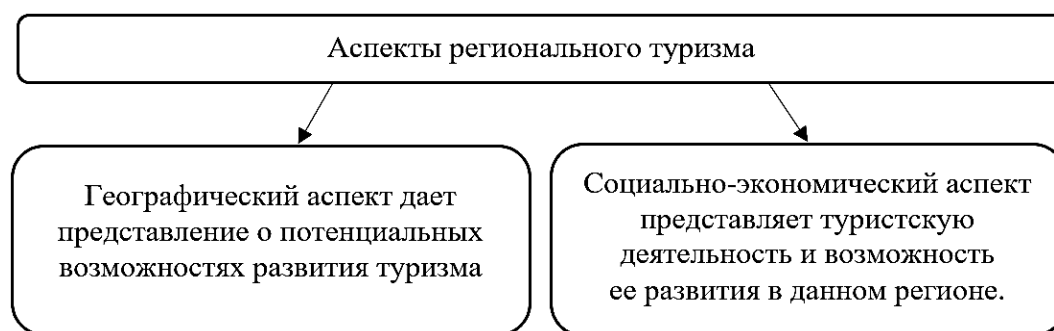 Аспекты регионального туризма
Географический аспект дает
представление о потенциальных
возможностях развития туризма
Социально-экономический аспект
представляет туристскую
деятельность и возможность
ее развития в данном регионе.